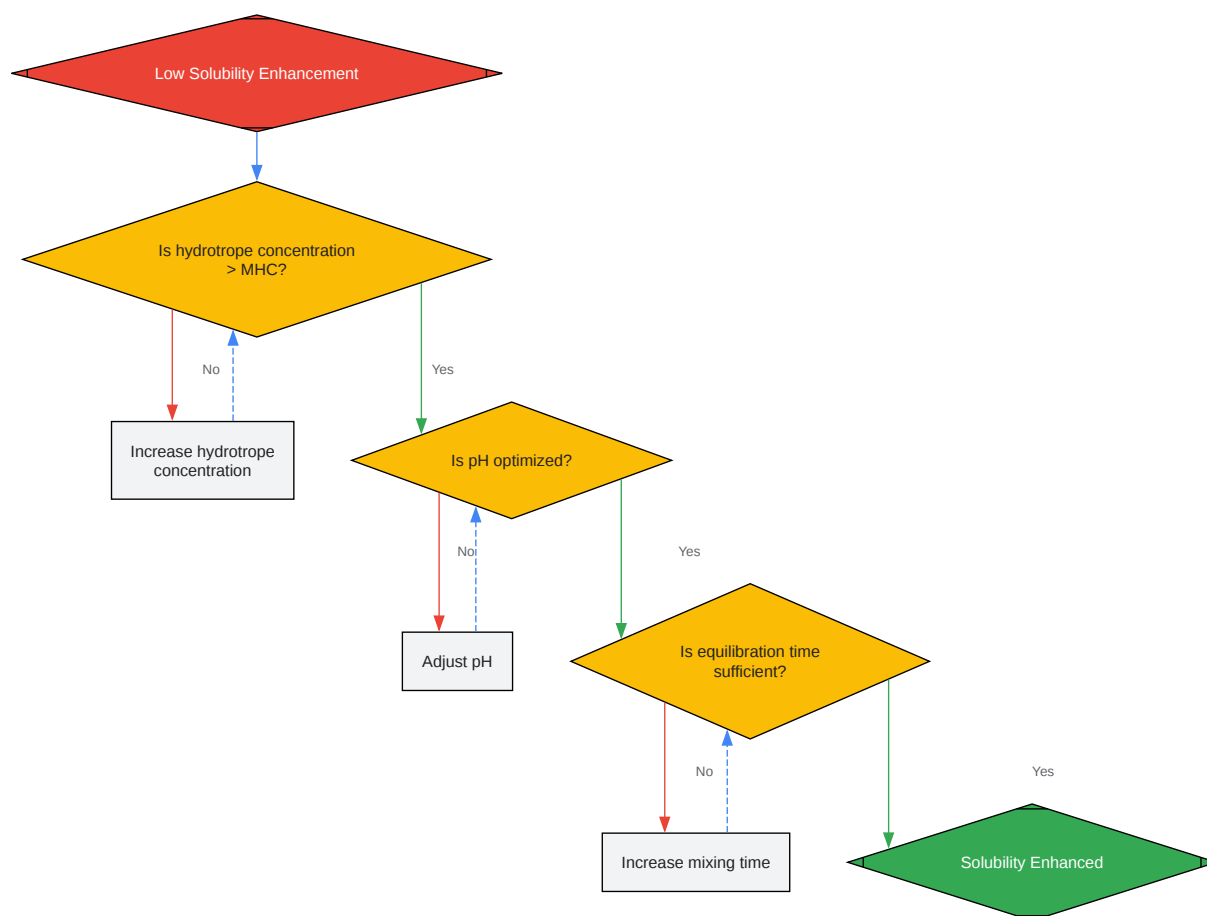 Low Solubility Enhancement
Is hydrotrope concentration
> MHC?
No
Yes
Increase hydrotrope
concentration
Is pH optimized?
No
Yes
Adjust pH
Is equilibration time
sufficient?
No
Yes
Increase mixing time
Solubility Enhanced